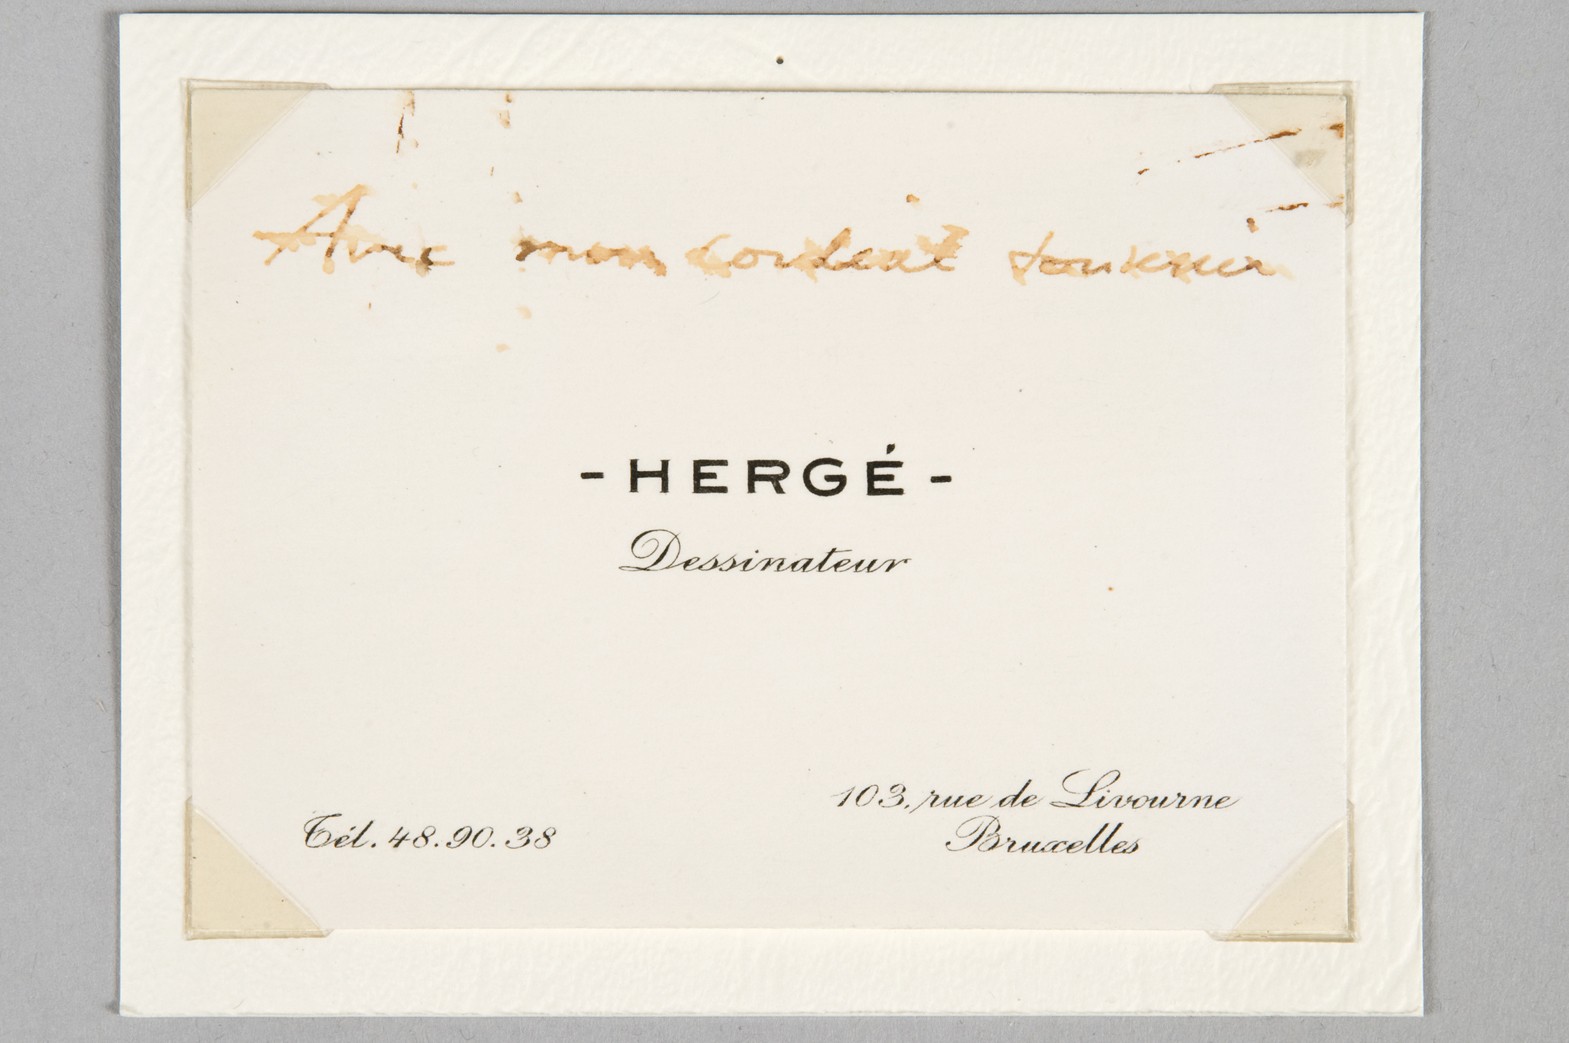 Avec mon cordial souvenir
- HERGÉ -
Dessinateur
Tél. 48.90.38
103, rue de Livourne
Bruxelles